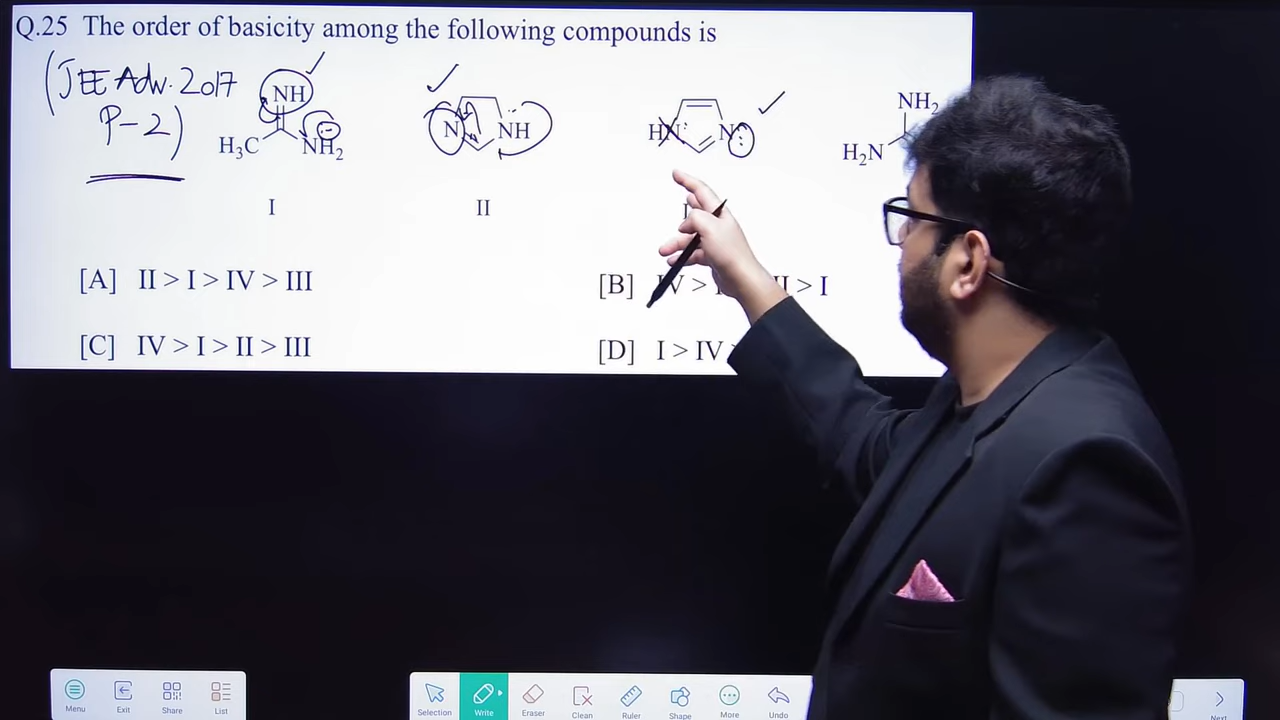 Q.25 The order of basicity among the following compounds is
(JEE Adw. 2017
P-2)
NH
H3C
NH2
I
N
NH
II
HN
N
NH2
H2N
[A] II > I > IV > III
[B]
> I
[C] IV > I > II > III
[D] I > IV
Menu
Exit
Share
List
Selection
Write
Eraser
Clean
Ruler
Shape
More
Undo
Next